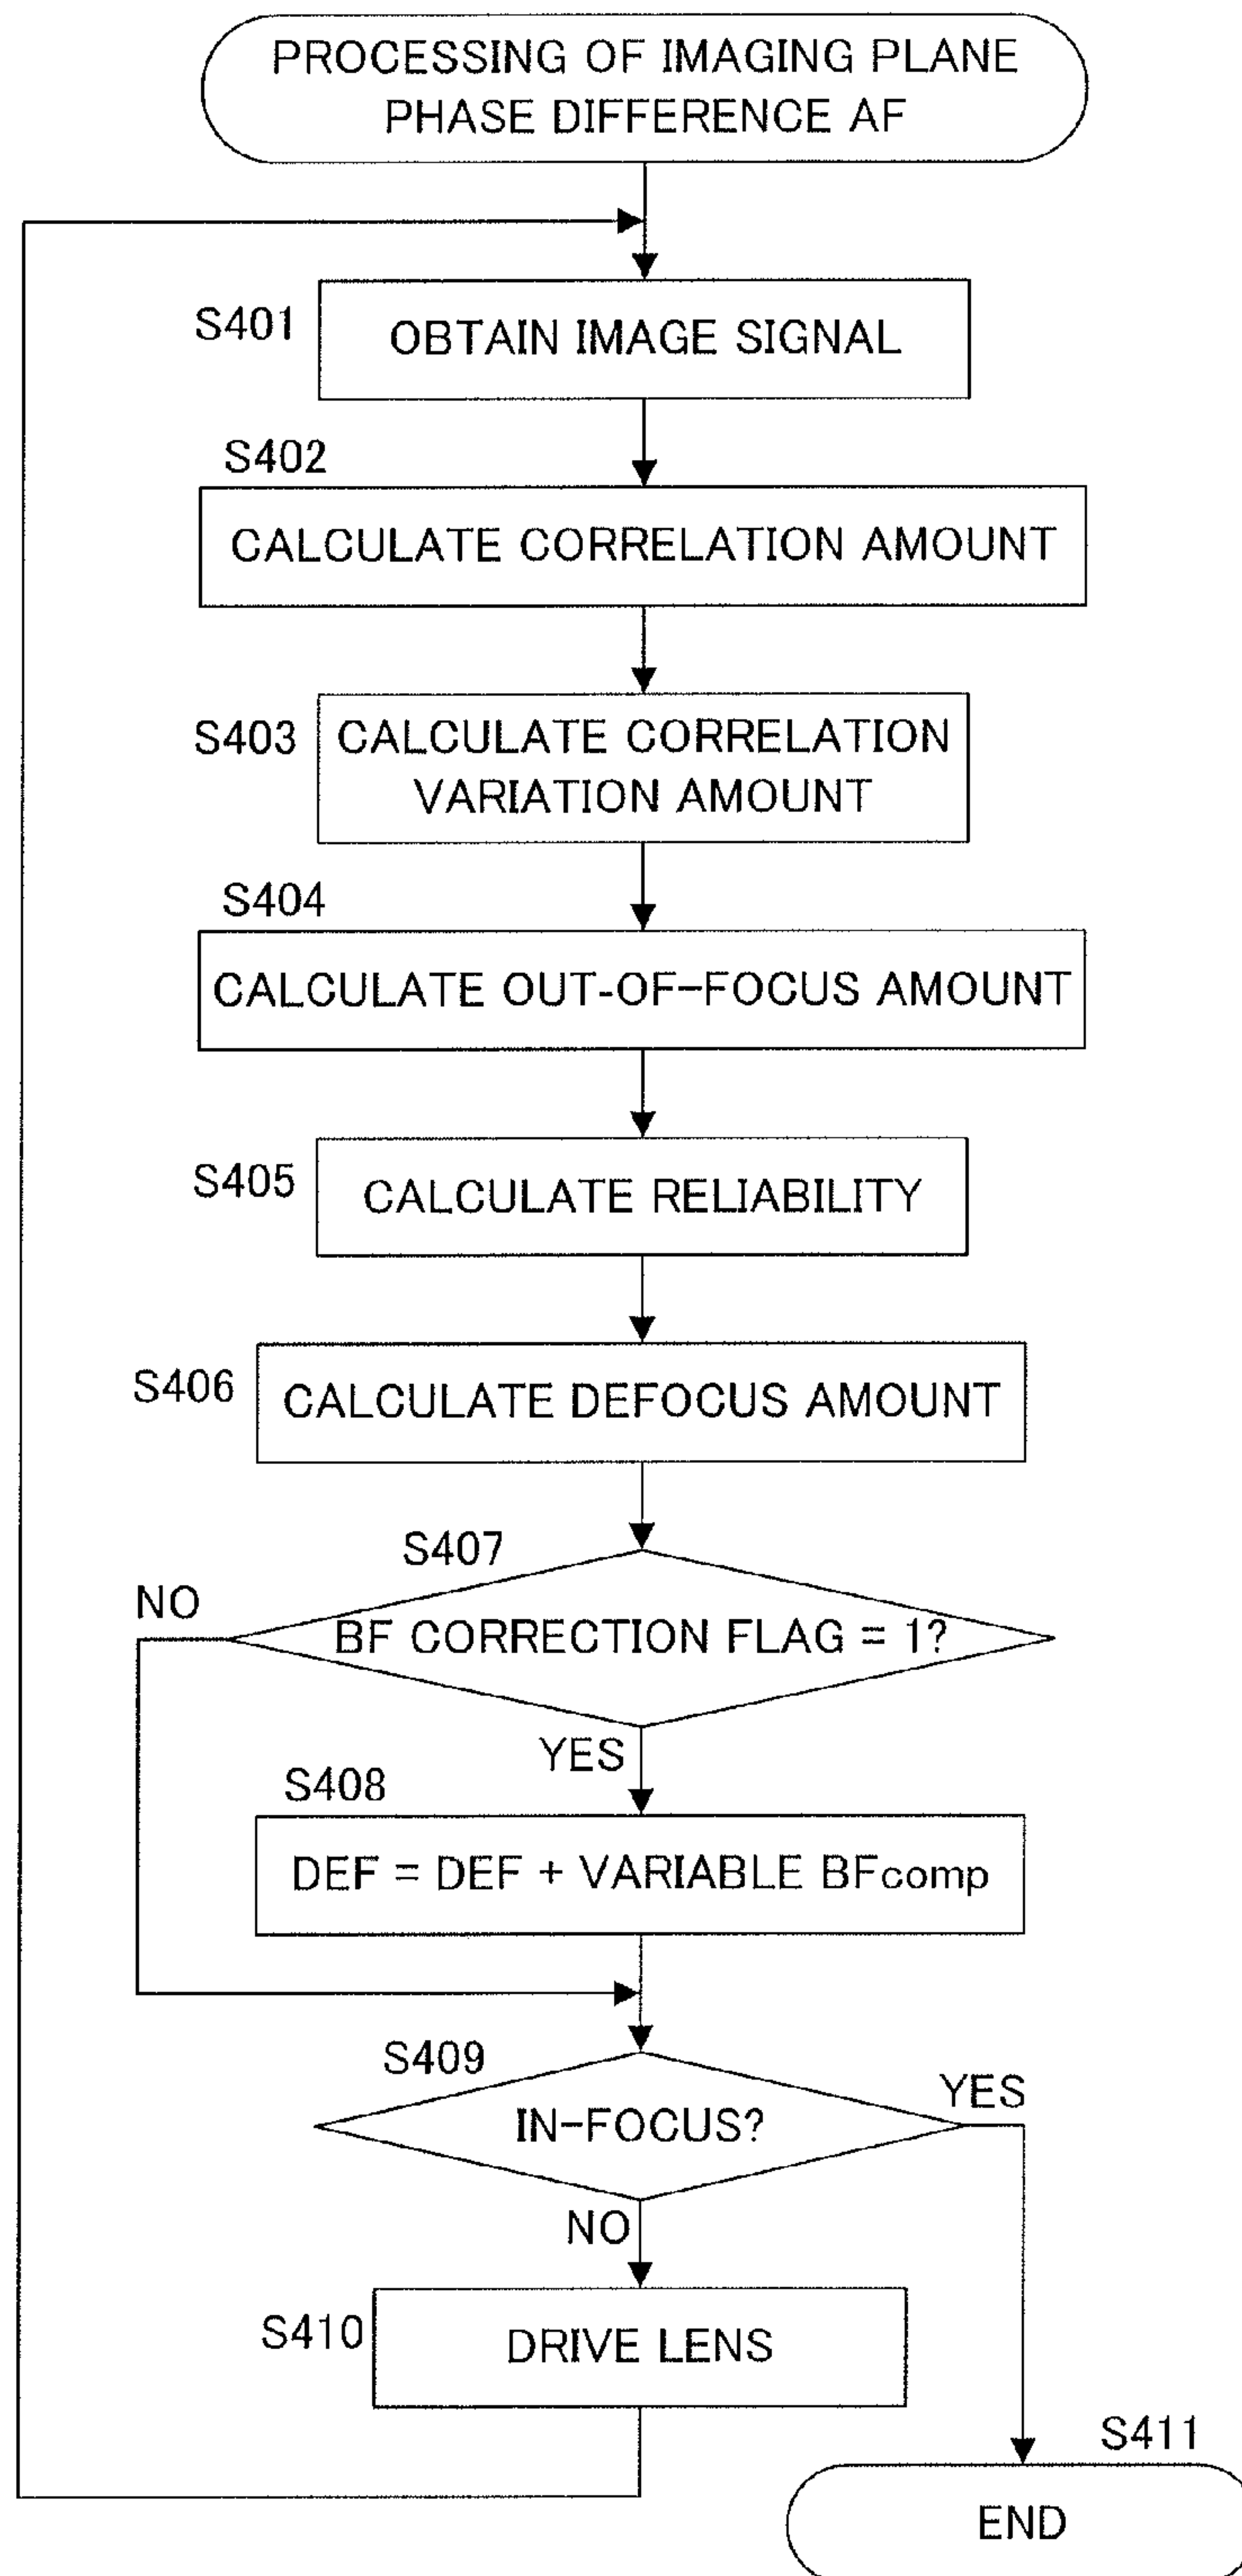 PROCESSING OF IMAGING PLANE
PHASE DIFFERENCE AF
S401
OBTAIN IMAGE SIGNAL
S402
CALCULATE CORRELATION AMOUNT
S403
CALCULATE CORRELATION
VARIATION AMOUNT
S404
CALCULATE OUT-OF-FOCUS AMOUNT
S405
CALCULATE RELIABILITY
S406
CALCULATE DEFOCUS AMOUNT
S407
NO
BF CORRECTION FLAG = 1?
YES
S408
DEF = DEF + VARIABLE BFcomp
S409
YES
IN-FOCUS?
NO
S410
DRIVE LENS
S411
END